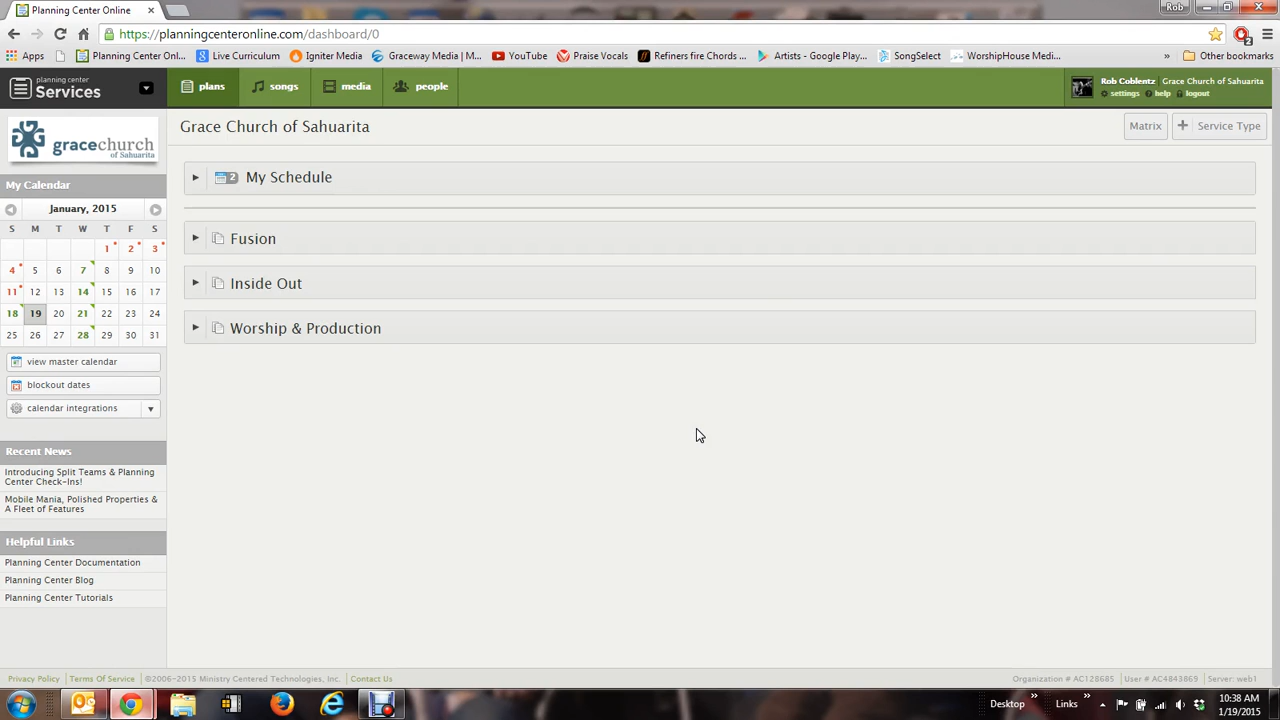 Planning Center Online
Rob
https://planningcenteronline.com/dashboard/0
Apps
Planning Center Onl...
Live Curriculum
Igniter Media
Graceway Media | M...
YouTube
Praise Vocals
Refiners fire Chords ...
Artists - Google Play...
SongSelect
WorshipHouse Medi...
»
Other bookmarks
planning center
Services
plans
songs
media
people
Rob Coblentz
Grace Church of Sahuarita
settings
help
logout
gracechurch
of Sahuarita
Grace Church of Sahuarita
Matrix
+ Service Type
My Calendar
January, 2015
S M T W T F S
1 2 3
4 5 6 7 8 9 10
11 12 13 14 15 16 17
18 19 20 21 22 23 24
25 26 27 28 29 30 31
view master calendar
blockout dates
calendar integrations
2 My Schedule
Fusion
Inside Out
Worship & Production
Recent News
Introducing Split Teams & Planning
Center Check-Ins!
Mobile Mania, Polished Properties &
A Fleet of Features
Helpful Links
Planning Center Documentation
Planning Center Blog
Planning Center Tutorials
Privacy Policy
Terms Of Service
©2006-2015 Ministry Centered Technologies, Inc.
Contact Us
Organization # AC128685
User # AC4843869
Server: web1
Desktop
»
Links
»
10:38 AM
1/19/2015